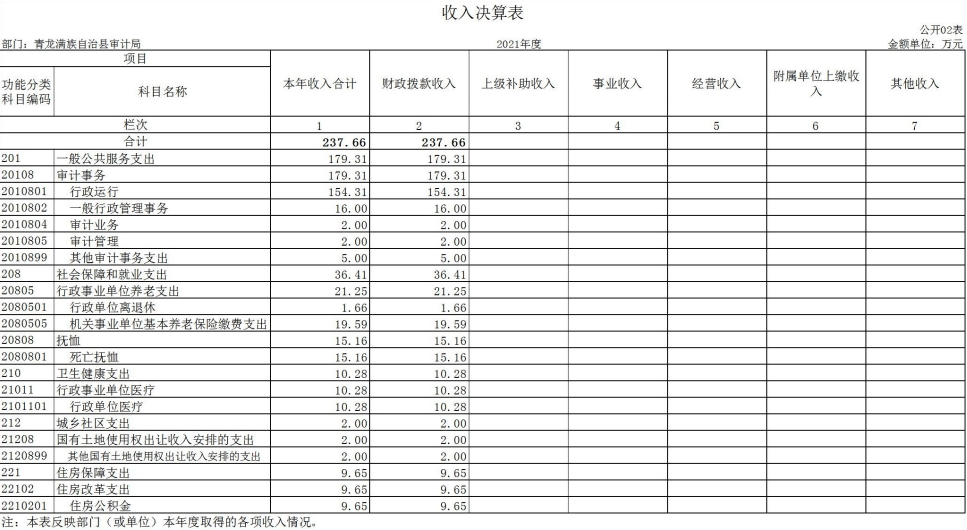 收入决算表
公开02表
部门：青龙满族自治县审计局 2021年度 金额单位：万元
项目 本年收入合计 财政拨款收入 上级补助收入 事业收入 经营收入 附属单位上缴收入 其他收入
功能分类科目编码 科目名称
栏次 1 2 3 4 5 6 7
合计 237.66 237.66
201 一般公共服务支出 179.31 179.31
20108 审计事务 179.31 179.31
2010801 行政运行 154.31 154.31
2010802 一般行政管理事务 16.00 16.00
2010804 审计业务 2.00 2.00
2010805 审计管理 2.00 2.00
2010899 其他审计事务支出 5.00 5.00
208 社会保障和就业支出 36.41 36.41
20805 行政事业单位养老支出 21.25 21.25
2080501 行政单位离退休 1.66 1.66
2080505 机关事业单位基本养老保险缴费支出 19.59 19.59
20808 抚恤 15.16 15.16
2080801 死亡抚恤 15.16 15.16
210 卫生健康支出 10.28 10.28
21011 行政事业单位医疗 10.28 10.28
2101101 行政单位医疗 10.28 10.28
212 城乡社区支出 2.00 2.00
21208 国有土地使用权出让收入安排的支出 2.00 2.00
2120899 其他国有土地使用权出让收入安排的支出 2.00 2.00
221 住房保障支出 9.65 9.65
22102 住房改革支出 9.65 9.65
2210201 住房公积金 9.65 9.65
注：本表反映部门（或单位）本年度取得的各项收入情况。